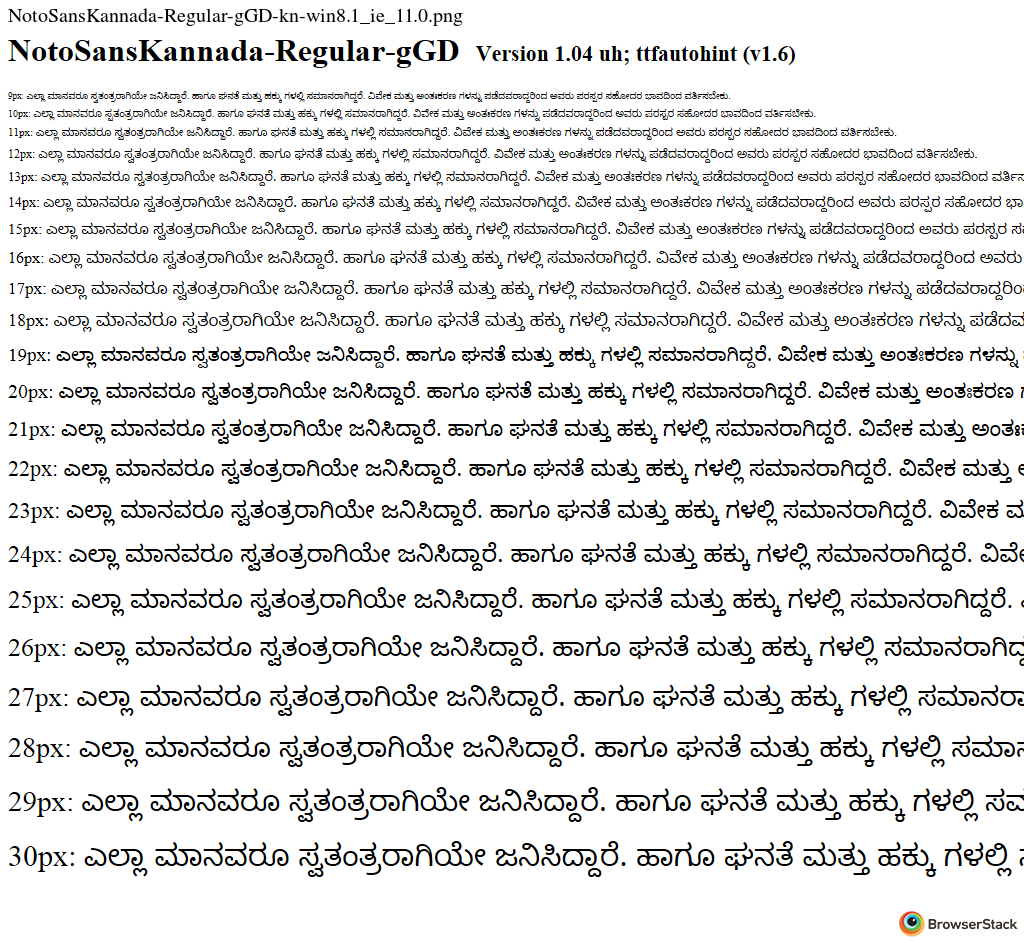 NotoSansKannada-Regular-gGD-kn-win8.1_ie_11.0.png
NotoSansKannada-Regular-gGD Version 1.04 uh; ttfautohint (v1.6)
9px: ಎಲ್ಲಾ ಮಾನವರೂ ಸ್ವತಂತ್ರರಾಗಿಯೇ ಜನಿಸಿದ್ದಾರೆ. ಹಾಗೂ ಘನತೆ ಮತ್ತು ಹಕ್ಕು ಗಳಲ್ಲಿ ಸಮಾನರಾಗಿದ್ದರೆ. ವಿವೇಕ ಮತ್ತು ಅಂತಃಕರಣ ಗಳನ್ನು ಪಡೆದವರಾದ್ದರಿಂದ ಅವರು ಪರಸ್ಪರ ಸಹೋದರ ಭಾವದಿಂದ ವರ್ತಿಸಬೇಕು.
10px: ಎಲ್ಲಾ ಮಾನವರೂ ಸ್ವತಂತ್ರರಾಗಿಯೇ ಜನಿಸಿದ್ದಾರೆ. ಹಾಗೂ ಘನತೆ ಮತ್ತು ಹಕ್ಕು ಗಳಲ್ಲಿ ಸಮಾನರಾಗಿದ್ದರೆ. ವಿವೇಕ ಮತ್ತು ಅಂತಃಕರಣ ಗಳನ್ನು ಪಡೆದವರಾದ್ದರಿಂದ ಅವರು ಪರಸ್ಪರ ಸಹೋದರ ಭಾವದಿಂದ ವರ್ತಿಸಬೇಕು.
11px: ಎಲ್ಲಾ ಮಾನವರೂ ಸ್ವತಂತ್ರರಾಗಿಯೇ ಜನಿಸಿದ್ದಾರೆ. ಹಾಗೂ ಘನತೆ ಮತ್ತು ಹಕ್ಕು ಗಳಲ್ಲಿ ಸಮಾನರಾಗಿದ್ದರೆ. ವಿವೇಕ ಮತ್ತು ಅಂತಃಕರಣ ಗಳನ್ನು ಪಡೆದವರಾದ್ದರಿಂದ ಅವರು ಪರಸ್ಪರ ಸಹೋದರ ಭಾವದಿಂದ ವರ್ತಿಸಬೇಕು.
12px: ಎಲ್ಲಾ ಮಾನವರೂ ಸ್ವತಂತ್ರರಾಗಿಯೇ ಜನಿಸಿದ್ದಾರೆ. ಹಾಗೂ ಘನತೆ ಮತ್ತು ಹಕ್ಕು ಗಳಲ್ಲಿ ಸಮಾನರಾಗಿದ್ದರೆ. ವಿವೇಕ ಮತ್ತು ಅಂತಃಕರಣ ಗಳನ್ನು ಪಡೆದವರಾದ್ದರಿಂದ ಅವರು ಪರಸ್ಪರ ಸಹೋದರ ಭಾವದಿಂದ ವರ್ತಿಸಬೇಕು.
13px: ಎಲ್ಲಾ ಮಾನವರೂ ಸ್ವತಂತ್ರರಾಗಿಯೇ ಜನಿಸಿದ್ದಾರೆ. ಹಾಗೂ ಘನತೆ ಮತ್ತು ಹಕ್ಕು ಗಳಲ್ಲಿ ಸಮಾನರಾಗಿದ್ದರೆ. ವಿವೇಕ ಮತ್ತು ಅಂತಃಕರಣ ಗಳನ್ನು ಪಡೆದವರಾದ್ದರಿಂದ ಅವರು ಪರಸ್ಪರ ಸಹೋದರ ಭಾವದಿಂದ
14px: ಎಲ್ಲಾ ಮಾನವರೂ ಸ್ವತಂತ್ರರಾಗಿಯೇ ಜನಿಸಿದ್ದಾರೆ. ಹಾಗೂ ಘನತೆ ಮತ್ತು ಹಕ್ಕು ಗಳಲ್ಲಿ ಸಮಾನರಾಗಿದ್ದರೆ. ವಿವೇಕ ಮತ್ತು ಅಂತಃಕರಣ ಗಳನ್ನು ಪಡೆದವರಾದ್ದರಿಂದ ಅವರು ಪರಸ್ಪರ ಸಹೋದರ
15px: ಎಲ್ಲಾ ಮಾನವರೂ ಸ್ವತಂತ್ರರಾಗಿಯೇ ಜನಿಸಿದ್ದಾರೆ. ಹಾಗೂ ಘನತೆ ಮತ್ತು ಹಕ್ಕು ಗಳಲ್ಲಿ ಸಮಾನರಾಗಿದ್ದರೆ. ವಿವೇಕ ಮತ್ತು ಅಂತಃಕರಣ ಗಳನ್ನು ಪಡೆದವರಾದ್ದರಿಂದ ಅವರು ಪರಸ್ಪರ
16px: ಎಲ್ಲಾ ಮಾನವರೂ ಸ್ವತಂತ್ರರಾಗಿಯೇ ಜನಿಸಿದ್ದಾರೆ. ಹಾಗೂ ಘನತೆ ಮತ್ತು ಹಕ್ಕು ಗಳಲ್ಲಿ ಸಮಾನರಾಗಿದ್ದರೆ. ವಿವೇಕ ಮತ್ತು ಅಂತಃಕರಣ ಗಳನ್ನು ಪಡೆದವರಾದ್ದರಿಂದ ಅವರು
17px: ಎಲ್ಲಾ ಮಾನವರೂ ಸ್ವತಂತ್ರರಾಗಿಯೇ ಜನಿಸಿದ್ದಾರೆ. ಹಾಗೂ ಘನತೆ ಮತ್ತು ಹಕ್ಕು ಗಳಲ್ಲಿ ಸಮಾನರಾಗಿದ್ದರೆ. ವಿವೇಕ ಮತ್ತು ಅಂತಃಕರಣ ಗಳನ್ನು
18px: ಎಲ್ಲಾ ಮಾನವರೂ ಸ್ವತಂತ್ರರಾಗಿಯೇ ಜನಿಸಿದ್ದಾರೆ. ಹಾಗೂ ಘನತೆ ಮತ್ತು ಹಕ್ಕು ಗಳಲ್ಲಿ ಸಮಾನರಾಗಿದ್ದರೆ. ವಿವೇಕ ಮತ್ತು ಅಂತಃಕರಣ ಗಳನ್ನು
19px: ಎಲ್ಲಾ ಮಾನವರೂ ಸ್ವತಂತ್ರರಾಗಿಯೇ ಜನಿಸಿದ್ದಾರೆ. ಹಾಗೂ ಘನತೆ ಮತ್ತು ಹಕ್ಕು ಗಳಲ್ಲಿ ಸಮಾನರಾಗಿದ್ದರೆ. ವಿವೇಕ ಮತ್ತು ಅಂತಃಕರಣ ಗಳನ್ನು
20px: ಎಲ್ಲಾ ಮಾನವರೂ ಸ್ವತಂತ್ರರಾಗಿಯೇ ಜನಿಸಿದ್ದಾರೆ. ಹಾಗೂ ಘನತೆ ಮತ್ತು ಹಕ್ಕು ಗಳಲ್ಲಿ ಸಮಾನರಾಗಿದ್ದರೆ. ವಿವೇಕ ಮತ್ತು ಅಂತಃಕರಣ
21px: ಎಲ್ಲಾ ಮಾನವರೂ ಸ್ವತಂತ್ರರಾಗಿಯೇ ಜನಿಸಿದ್ದಾರೆ. ಹಾಗೂ ಘನತೆ ಮತ್ತು ಹಕ್ಕು ಗಳಲ್ಲಿ ಸಮಾನರಾಗಿದ್ದರೆ. ವಿವೇಕ ಮತ್ತು
22px: ಎಲ್ಲಾ ಮಾನವರೂ ಸ್ವತಂತ್ರರಾಗಿಯೇ ಜನಿಸಿದ್ದಾರೆ. ಹಾಗೂ ಘನತೆ ಮತ್ತು ಹಕ್ಕು ಗಳಲ್ಲಿ ಸಮಾನರಾಗಿದ್ದರೆ. ವಿವೇಕ ಮತ್ತು
23px: ಎಲ್ಲಾ ಮಾನವರೂ ಸ್ವತಂತ್ರರಾಗಿಯೇ ಜನಿಸಿದ್ದಾರೆ. ಹಾಗೂ ಘನತೆ ಮತ್ತು ಹಕ್ಕು ಗಳಲ್ಲಿ ಸಮಾನರಾಗಿದ್ದರೆ. ವಿವೇಕ
24px: ಎಲ್ಲಾ ಮಾನವರೂ ಸ್ವತಂತ್ರರಾಗಿಯೇ ಜನಿಸಿದ್ದಾರೆ. ಹಾಗೂ ಘನತೆ ಮತ್ತು ಹಕ್ಕು ಗಳಲ್ಲಿ ಸಮಾನರಾಗಿದ್ದರೆ.
25px: ಎಲ್ಲಾ ಮಾನವರೂ ಸ್ವತಂತ್ರರಾಗಿಯೇ ಜನಿಸಿದ್ದಾರೆ. ಹಾಗೂ ಘನತೆ ಮತ್ತು ಹಕ್ಕು ಗಳಲ್ಲಿ ಸಮಾನರಾಗಿದ್ದರೆ.
26px: ಎಲ್ಲಾ ಮಾನವರೂ ಸ್ವತಂತ್ರರಾಗಿಯೇ ಜನಿಸಿದ್ದಾರೆ. ಹಾಗೂ ಘನತೆ ಮತ್ತು ಹಕ್ಕು ಗಳಲ್ಲಿ
27px: ಎಲ್ಲಾ ಮಾನವರೂ ಸ್ವತಂತ್ರರಾಗಿಯೇ ಜನಿಸಿದ್ದಾರೆ. ಹಾಗೂ ಘನತೆ ಮತ್ತು ಹಕ್ಕು ಗಳಲ್ಲಿ
28px: ಎಲ್ಲಾ ಮಾನವರೂ ಸ್ವತಂತ್ರರಾಗಿಯೇ ಜನಿಸಿದ್ದಾರೆ. ಹಾಗೂ ಘನತೆ ಮತ್ತು ಹಕ್ಕು ಗಳಲ್ಲಿ
29px: ಎಲ್ಲಾ ಮಾನವರೂ ಸ್ವತಂತ್ರರಾಗಿಯೇ ಜನಿಸಿದ್ದಾರೆ. ಹಾಗೂ ಘನತೆ ಮತ್ತು ಹಕ್ಕು ಗಳಲ್ಲಿ
30px: ಎಲ್ಲಾ ಮಾನವರೂ ಸ್ವತಂತ್ರರಾಗಿಯೇ ಜನಿಸಿದ್ದಾರೆ. ಹಾಗೂ ಘನತೆ ಮತ್ತು ಹಕ್ಕು ಗಳಲ್ಲಿ
BrowserStack